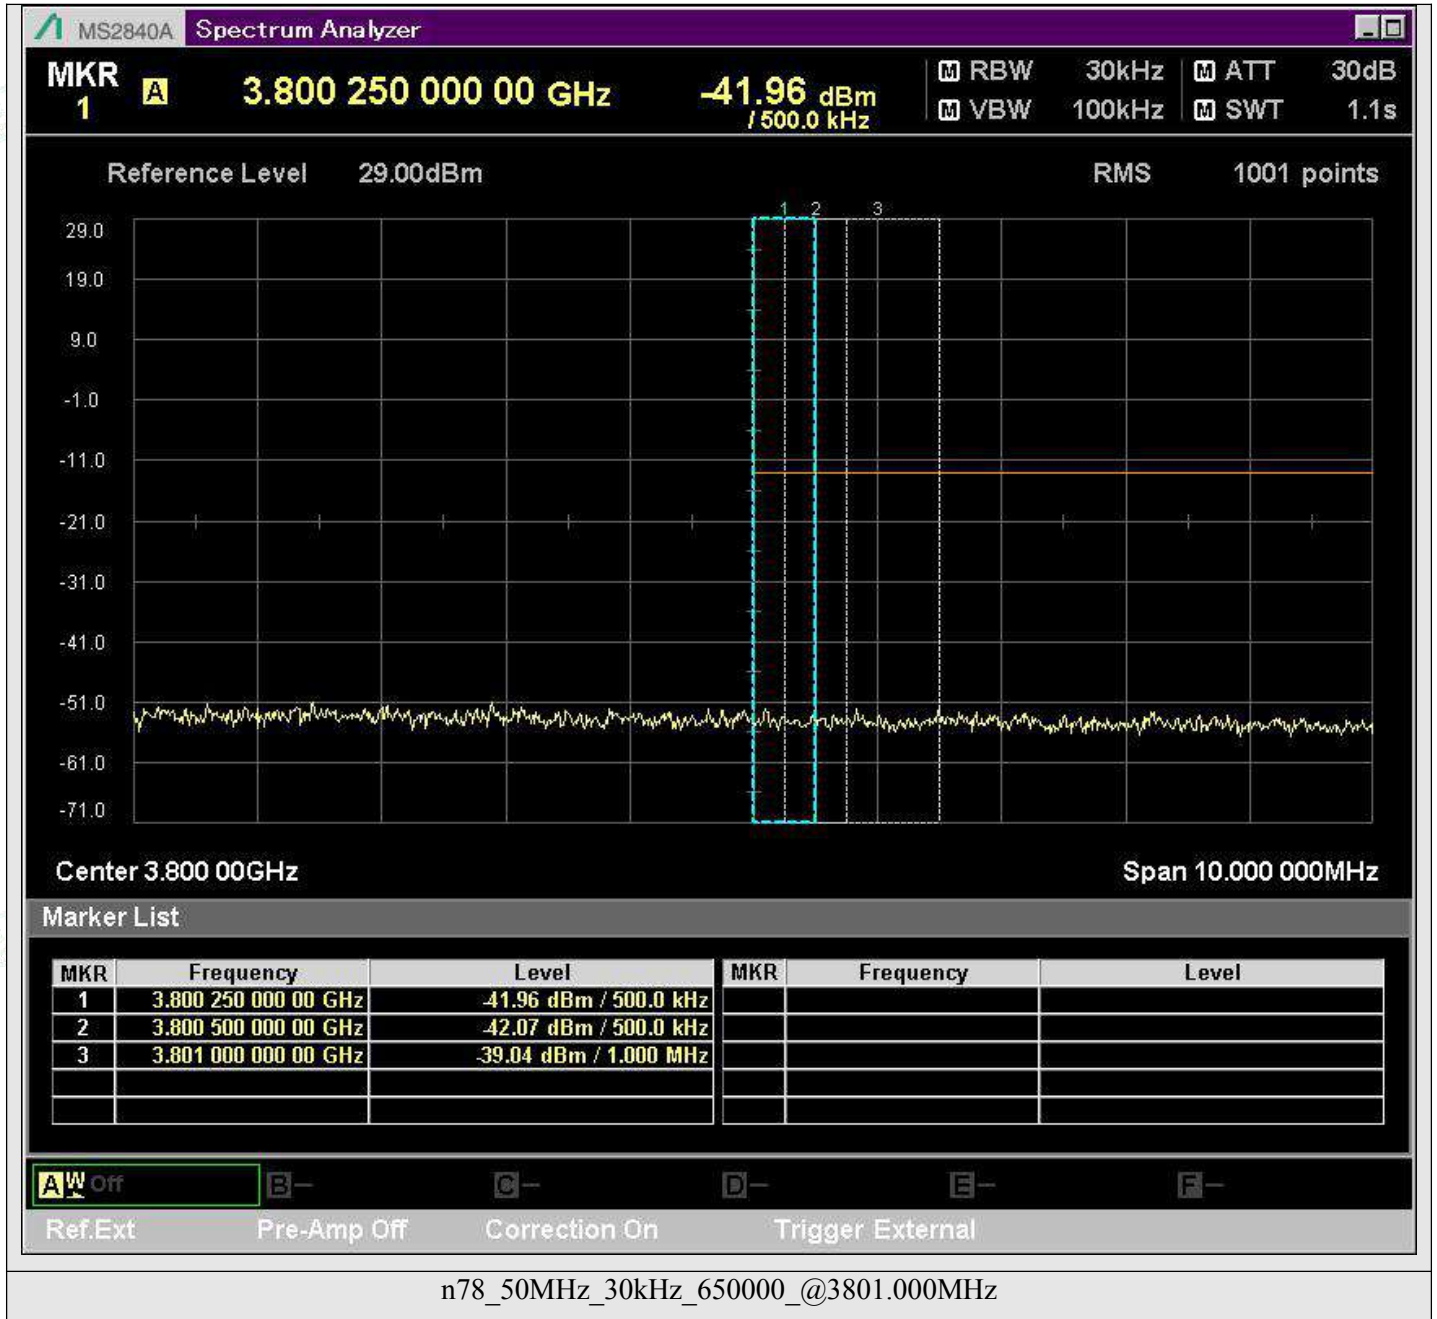 MS2840A Spectrum Analyzer
MKR 1 A 3.800 250 000 00 GHz -41.96 dBm / 500.0 kHz
M RBW 30kHz M ATT 30dB
M VBW 100kHz M SWT 1.1s
Reference Level 29.00dBm RMS 1001 points
1 2 3
29.0
19.0
9.0
-1.0
-11.0
-21.0
-31.0
-41.0
-51.0
-61.0
-71.0
Center 3.800 00GHz Span 10.000 000MHz
Marker List
MKR Frequency Level MKR Frequency Level
1 3.800 250 000 00 GHz -41.96 dBm / 500.0 kHz
2 3.800 500 000 00 GHz -42.07 dBm / 500.0 kHz
3 3.801 000 000 00 GHz -39.04 dBm / 1.000 MHz
A W Off B - C - D - E - F -
Ref.Ext Pre-Amp Off Correction On Trigger External
n78_50MHz_30kHz_650000_@3801.000MHz